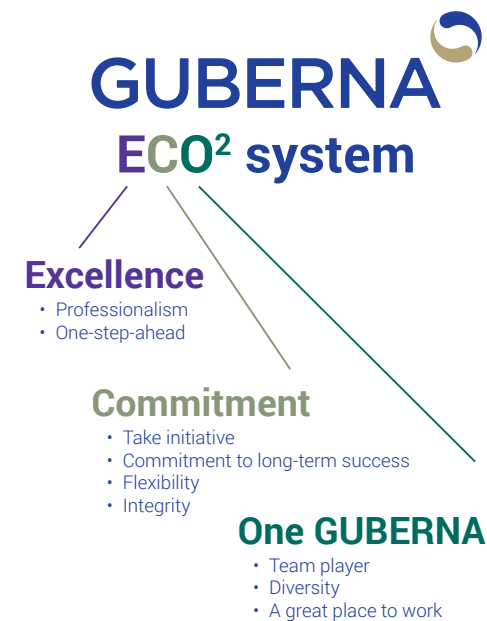 GUBERNA
ECO² system
Excellence
• Professionalism
• One-step-ahead
Commitment
• Take initiative
• Commitment to long-term success
• Flexibility
• Integrity
One GUBERNA
• Team player
• Diversity
• A great place to work